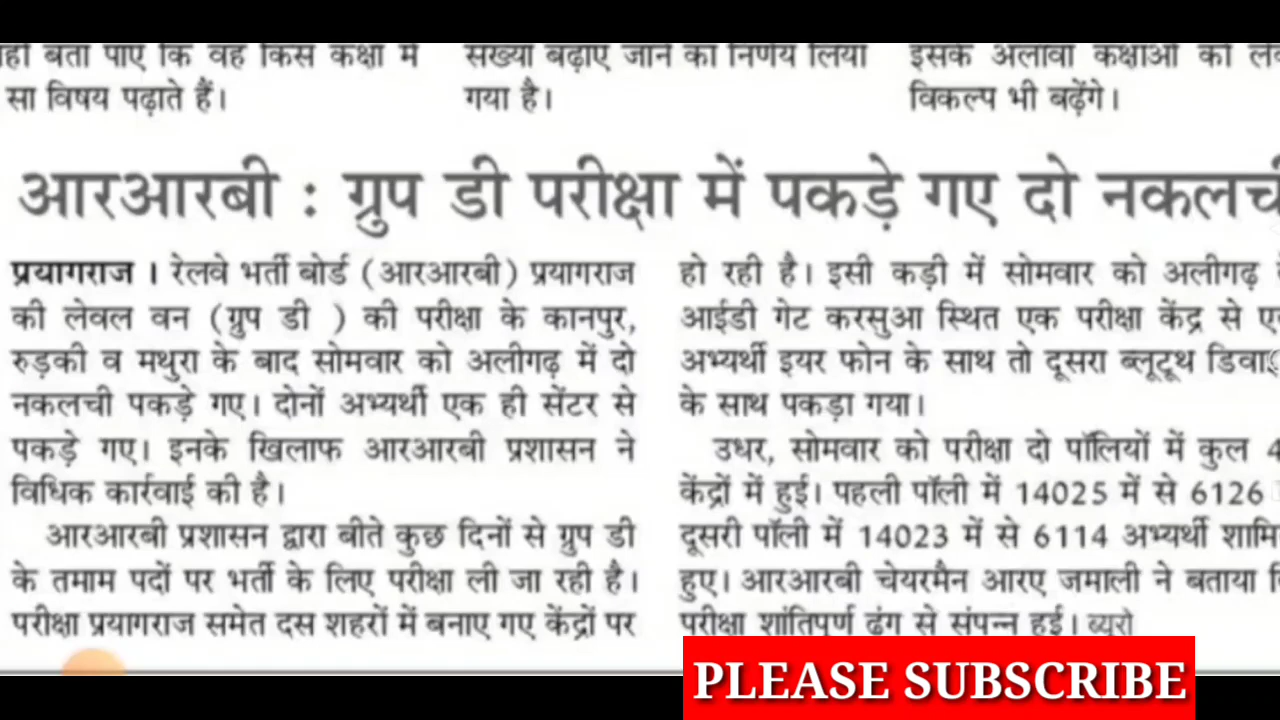 बता पाए कि वह किस कक्षा में
सा विषय पढ़ाते हैं।
संख्या बढ़ाए जाने का निर्णय लिया
गया है।
इसके अलावा कक्षाओं को
विकल्प भी बढ़ेंगे।
आरआरबी : ग्रुप डी परीक्षा में पकड़े गए दो नकलची
प्रयागराज। रेलवे भर्ती बोर्ड (आरआरबी) प्रयागराज
की लेवल वन (ग्रुप डी ) की परीक्षा के कानपुर,
रुड़की व मथुरा के बाद सोमवार को अलीगढ़ में दो
नकलची पकड़े गए। दोनों अभ्यर्थी एक ही सेंटर से
पकड़े गए। इनके खिलाफ आरआरबी प्रशासन ने
विधिक कार्रवाई की है।
आरआरबी प्रशासन द्वारा बीते कुछ दिनों से ग्रुप डी
के तमाम पदों पर भर्ती के लिए परीक्षा ली जा रही है।
परीक्षा प्रयागराज समेत दस शहरों में बनाए गए केंद्रों पर
हो रही है। इसी कड़ी में सोमवार को अलीगढ़
आईडी गेट करसुआ स्थित एक परीक्षा केंद्र से
अभ्यर्थी इयर फोन के साथ तो दूसरा ब्लूटूथ
के साथ पकड़ा गया।
उधर, सोमवार को परीक्षा दो पॉलियों में कुल
केंद्रों में हुई। पहली पॉली में 14025 में से 6126
दूसरी पॉली में 14023 में से 6114 अभ्यर्थी
हुए। आरआरबी चेयरमैन आरए जमाली ने बताया
परीक्षा शांतिपूर्ण ढंग से संपन्न हुई। ब्यूरो
PLEASE SUBSCRIBE